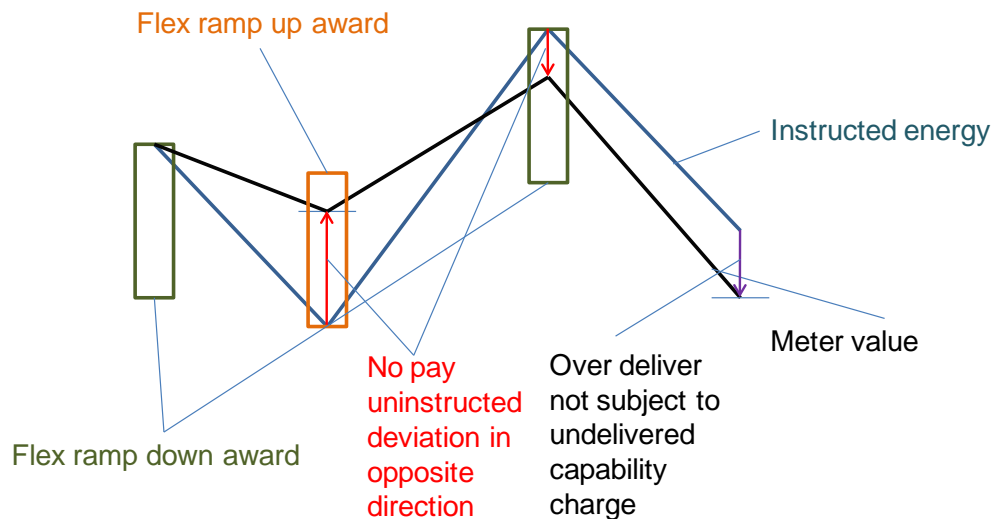 Flex ramp up award
Instructed energy
Meter value
No pay
uninstructed
deviation in
opposite
direction
Over deliver
not subject to
undelivered
capability
charge
Flex ramp down award